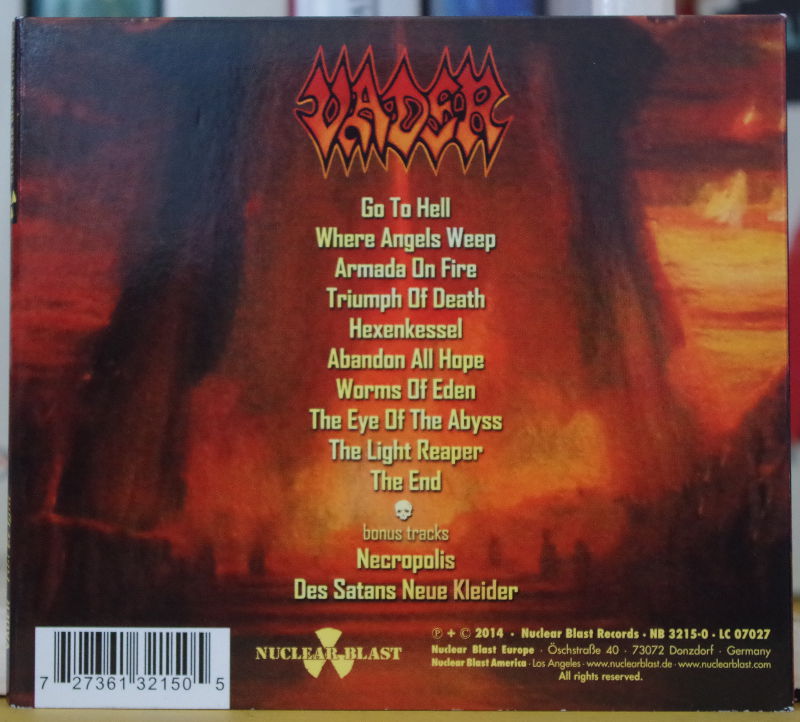 VADER
Go To Hell
Where Angels Weep
Armada On Fire
Triumph Of Death
Hexenkessel
Abandon All Hope
Worms Of Eden
The Eye Of The Abyss
The Light Reaper
The End
bonus tracks
Necropolis
Des Satans Neue Kleider
7 27361 32150 5
NUCLEAR BLAST
℗ + © 2014 · Nuclear Blast Records · NB 3215-0 · LC 07027
Nuclear Blast Europe · Öschstraße 40 · 73072 Donzdorf · Germany
Nuclear Blast America · Los Angeles · www.nuclearblast.de · www.nuclearblast.com
All rights reserved.